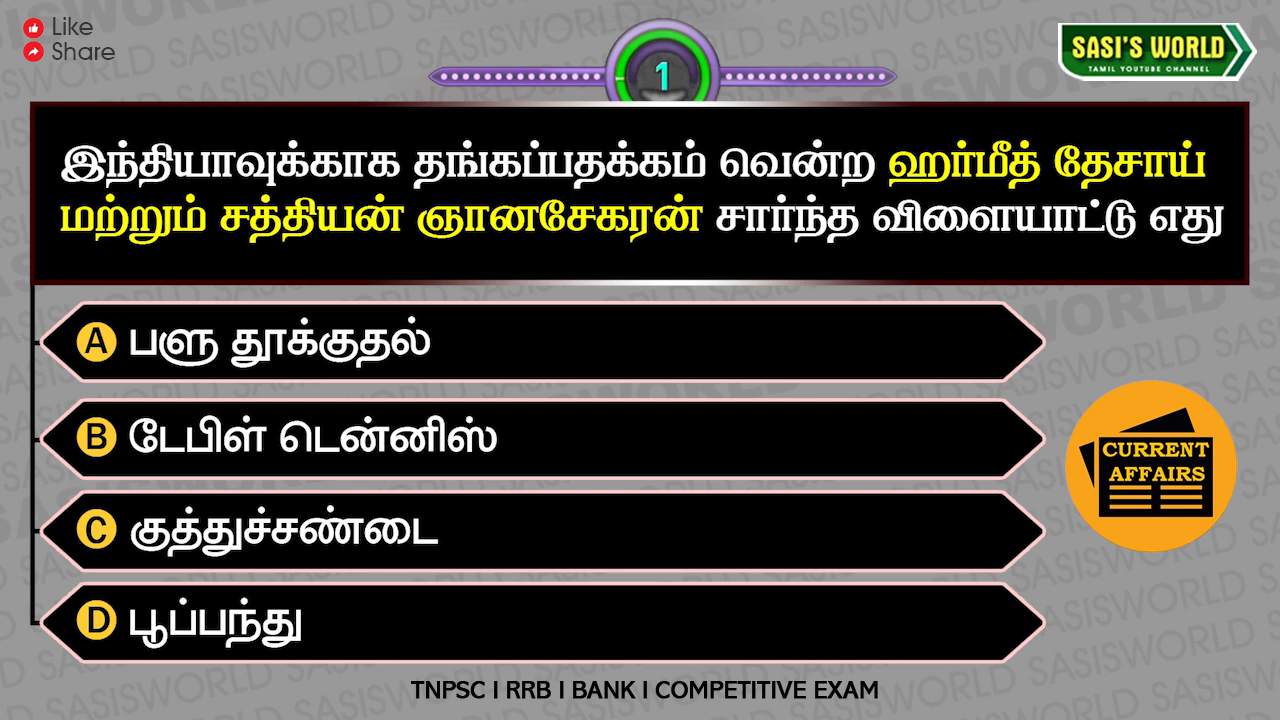 Like
Share
SASI'S WORLD
TAMIL YOUTUBE CHANNEL
1
இந்தியாவுக்காக தங்கப்பதக்கம் வென்ற ஹர்மீத் தேசாய்
மற்றும் சத்தியன் ஞானசேகரன் சார்ந்த விளையாட்டு எது
A பளு தூக்குதல்
B டேபிள் டென்னிஸ்
C குத்துச்சண்டை
D பூப்பந்து
CURRENT
AFFAIRS
TNPSC I RRB I BANK I COMPETITIVE EXAM